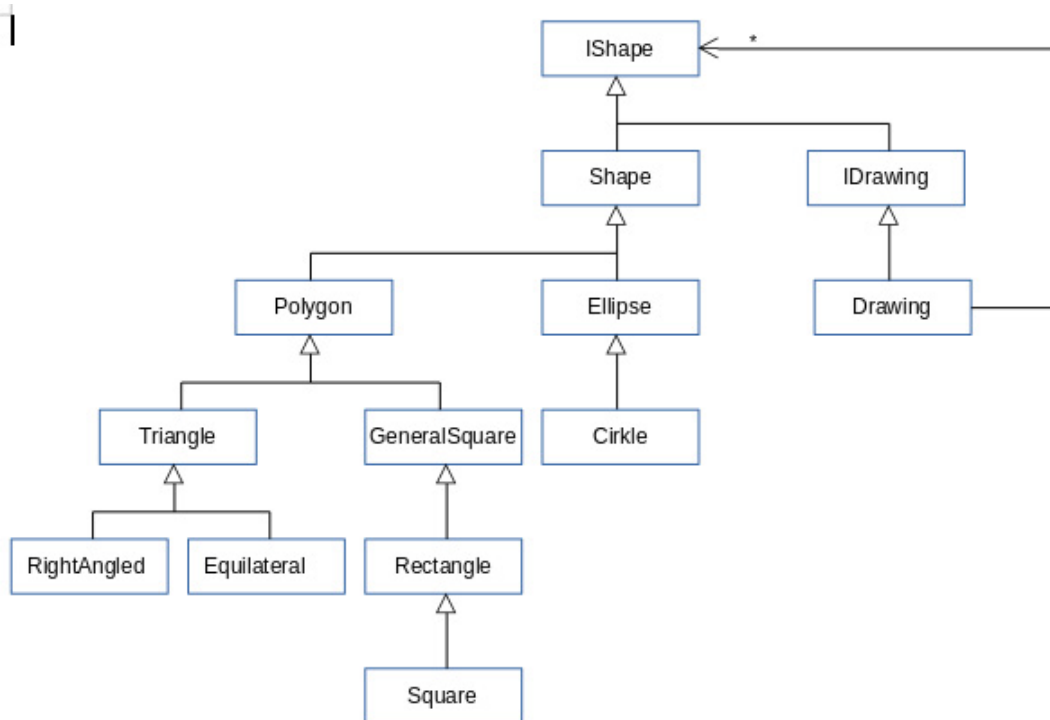 IShape
*
Shape
IDrawing
Polygon
Ellipse
Drawing
Triangle
GeneralSquare
Cirkle
RightAngled
Equilateral
Rectangle
Square